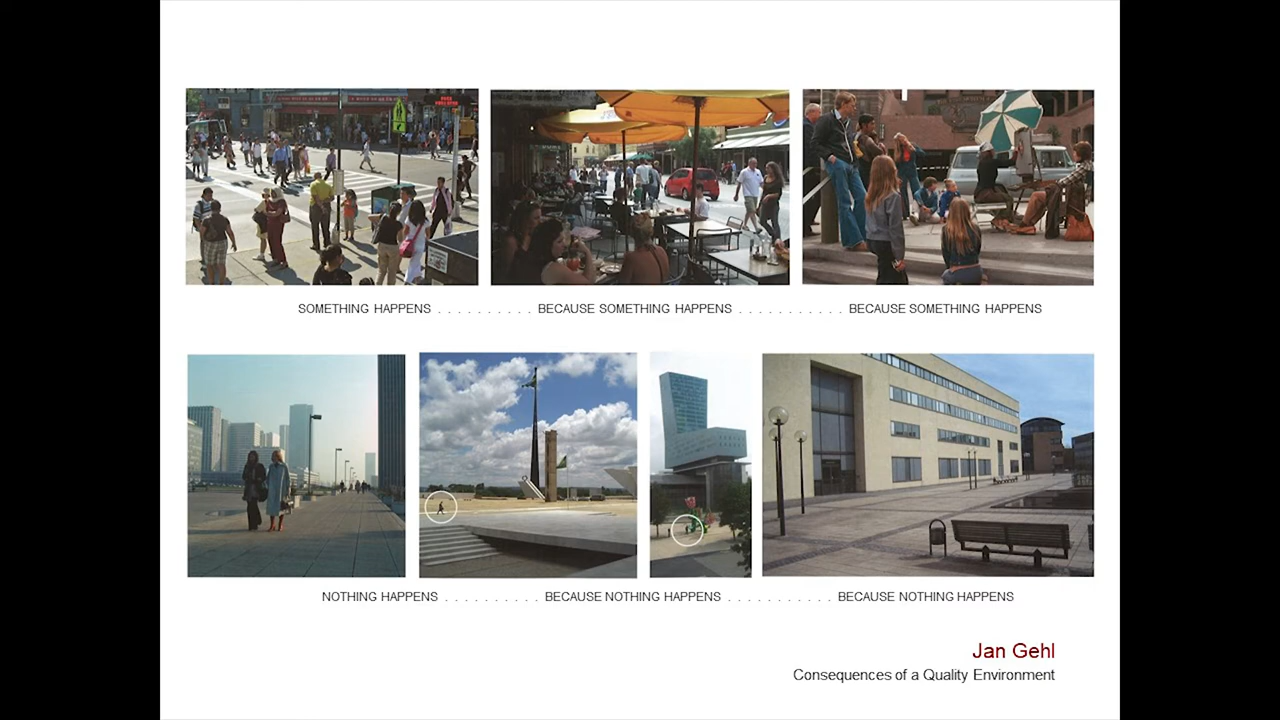 SOMETHING HAPPENS . . . . . . . . . . BECAUSE SOMETHING HAPPENS . . . . . . . . . . . BECAUSE SOMETHING HAPPENS
NOTHING HAPPENS . . . . . . . . . . BECAUSE NOTHING HAPPENS . . . . . . . . . . . BECAUSE NOTHING HAPPENS
Jan Gehl
Consequences of a Quality Environment